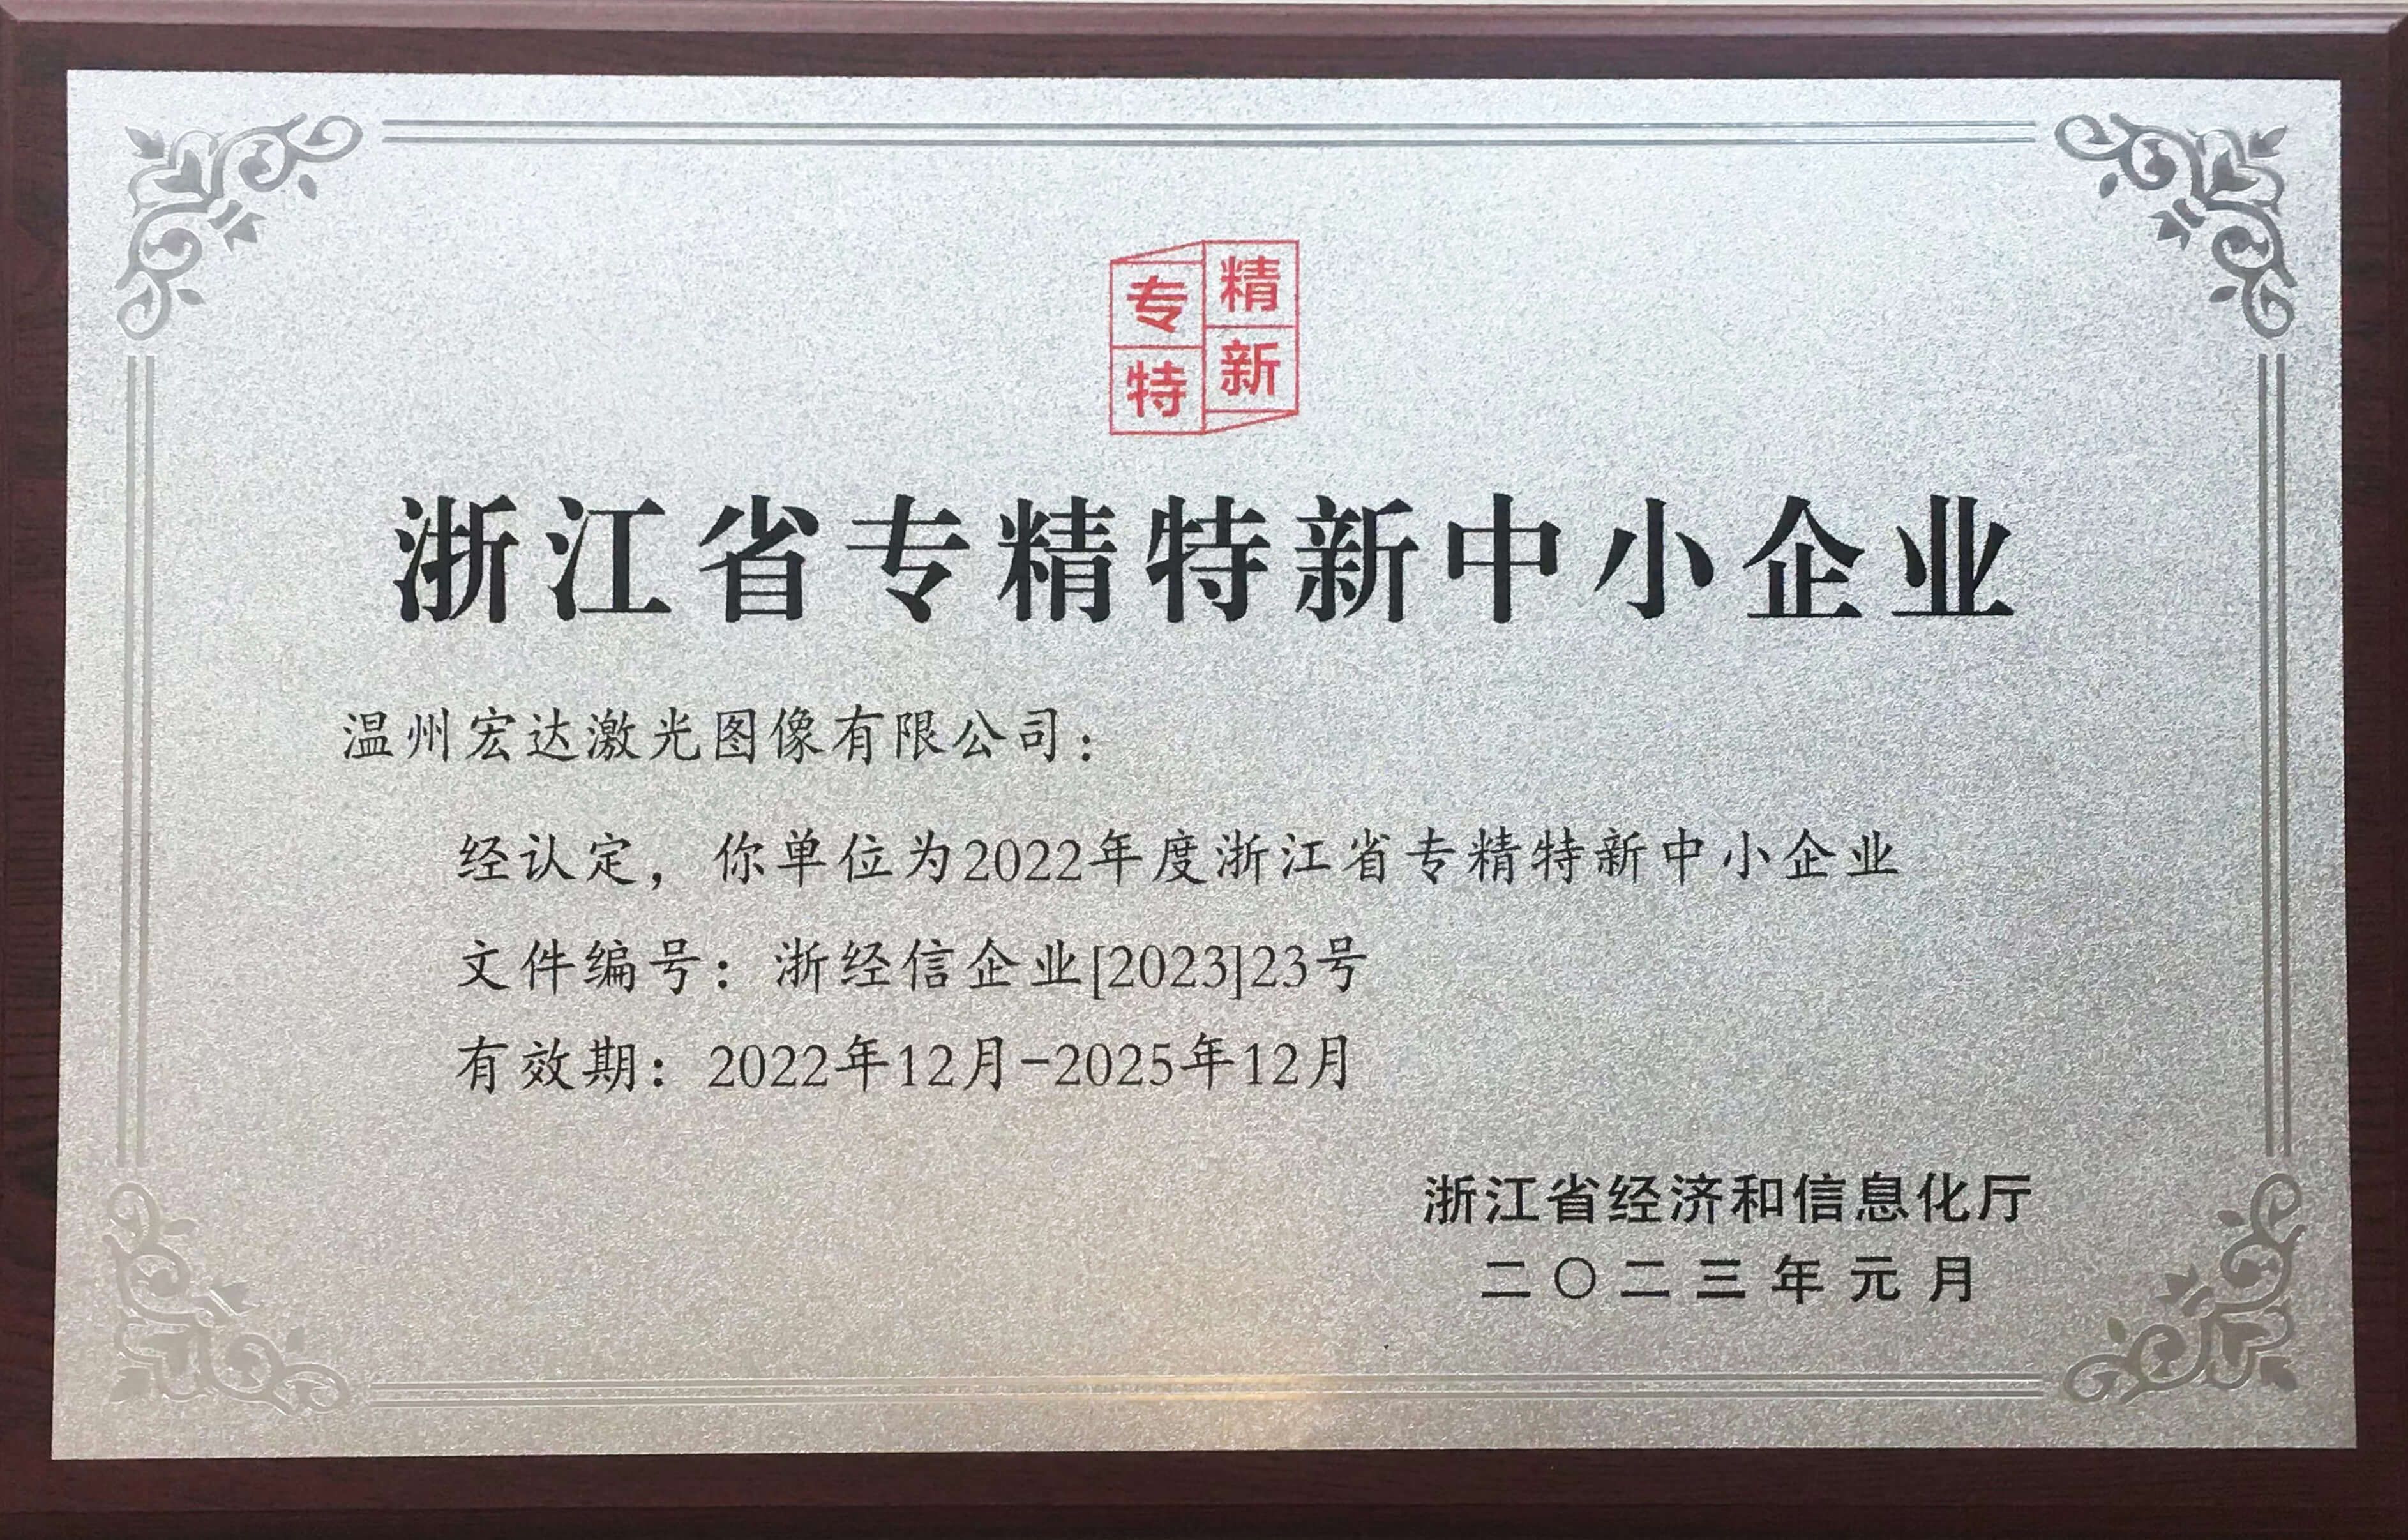 专精
特新
浙江省专精特新中小企业
温州宏达激光图像有限公司：
经认定，你单位为2022年度浙江省专精特新中小企业
文件编号：浙经信企业[2023]23号
有效期：2022年12月-2025年12月
浙江省经济和信息化厅
二〇二三年元月